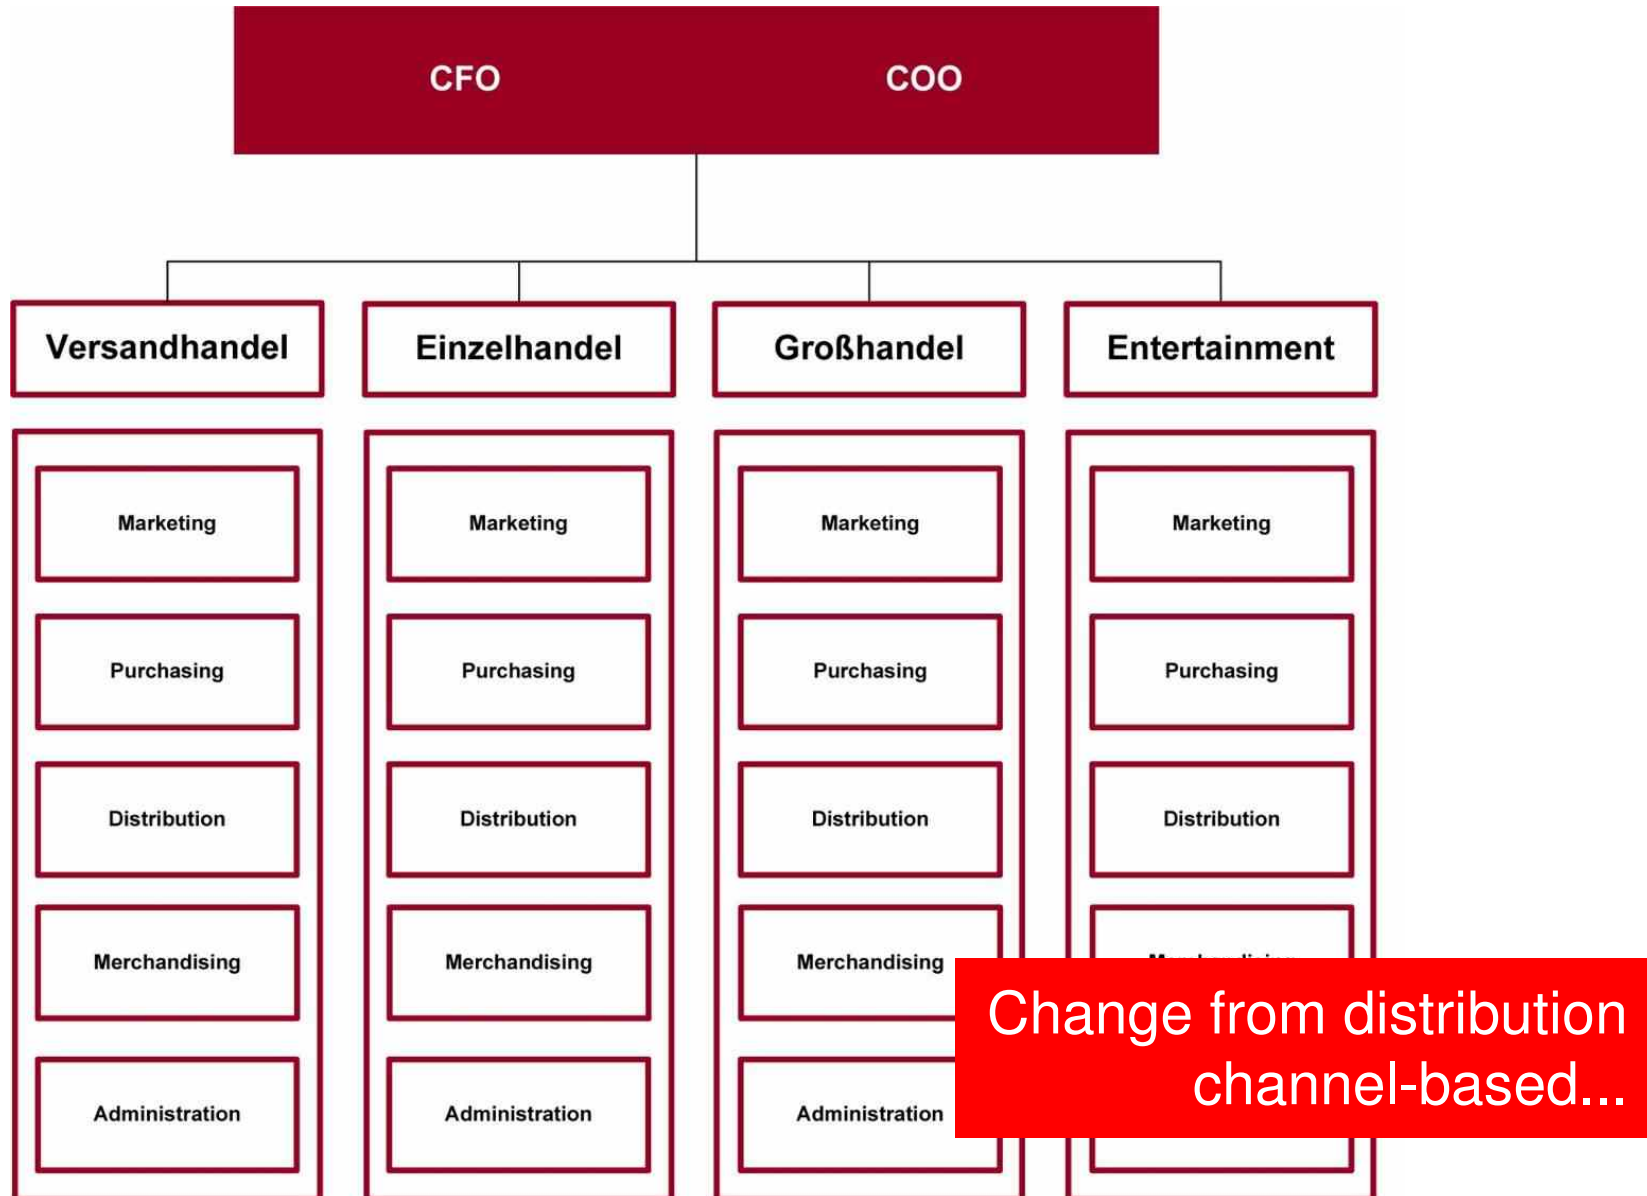 CFO COO
Versandhandel Einzelhandel Großhandel Entertainment
Marketing Marketing Marketing Marketing
Purchasing Purchasing Purchasing Purchasing
Distribution Distribution Distribution Distribution
Merchandising Merchandising Merchandising
Change from distribution
channel-based...
Administration Administration Administration